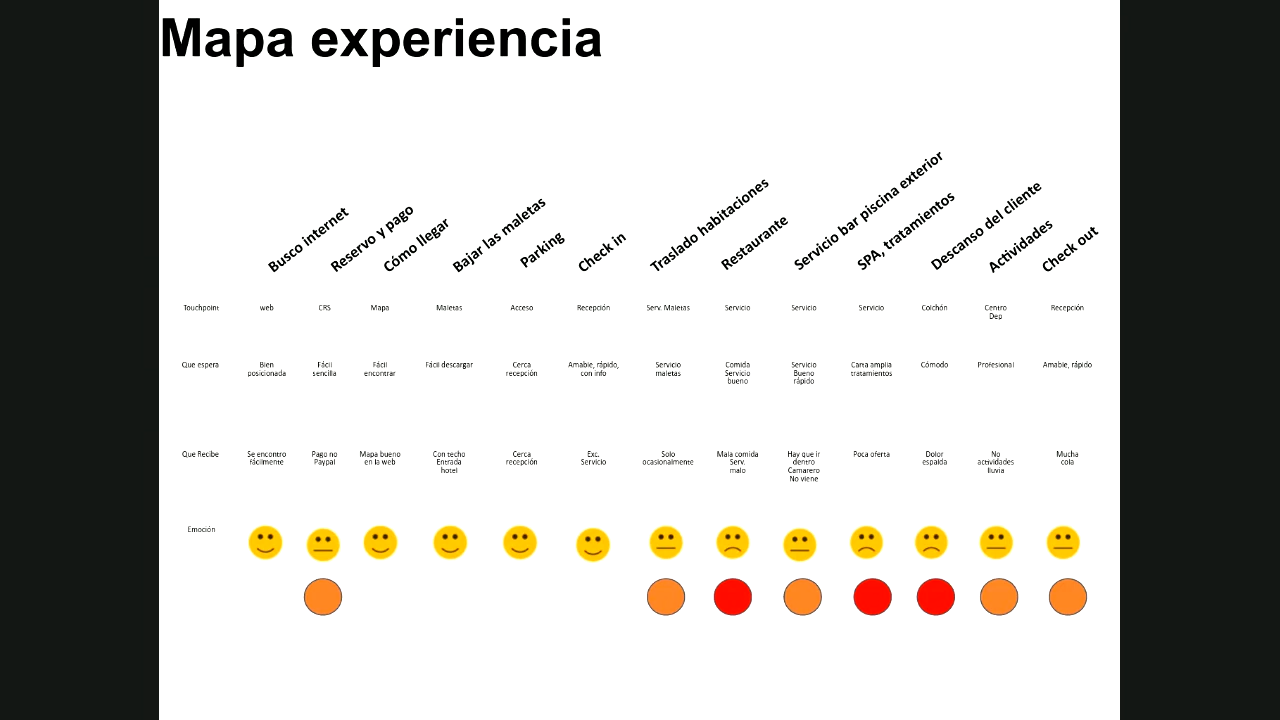 Mapa experiencia
Busco internet
Reservo y pago
Cómo llegar
Bajar las maletas
Parking
Check in
Traslado habitaciones
Restaurante
Servicio bar piscina exterior
SPA, tratamientos
Descanso del cliente
Actividades
Check out
Touchpoint web CRS Mapa Maletas Acceso Recepción Serv. Maletas Servicio Servicio Servicio Colchón Centro Recepción
Dep
Que espera Bien Fácil Fácil Fácil descargar Cerca Amable, rápido, Servicio Comida Servicio Carta amplia Cómodo Profesional Amable, rápido
posicionada sencilla encontrar recepción con info maletas Servicio Bueno tratamientos
bueno rápido
Que Recibe Se encontro Pago no Mapa bueno Con techo Cerca Exc. Solo Mala comida Hay que ir Poca oferta Dolor No Mucha
fácilmente Paypal en la web Entrada recepción Servicio ocasionalmente Serv. dentro espalda actividades cola
hotel malo Camarero lluvia
No viene
Emoción